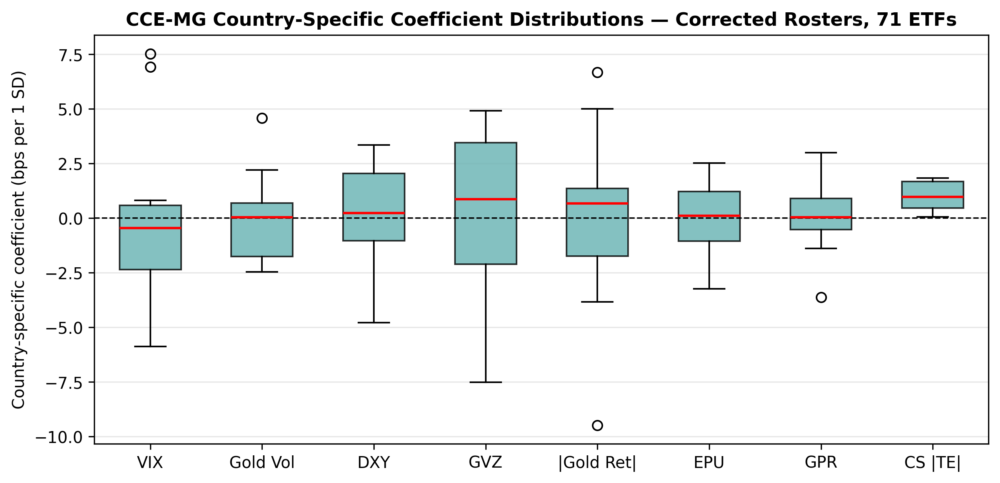 CCE-MG Country-Specific Coefficient Distributions — Corrected Rosters, 71 ETFs
Country-specific coefficient (bps per 1 SD)
7.5
5.0
2.5
0.0
−2.5
−5.0
−7.5
−10.0
VIX
Gold Vol
DXY
GVZ
|Gold Ret|
EPU
GPR
CS |TE|